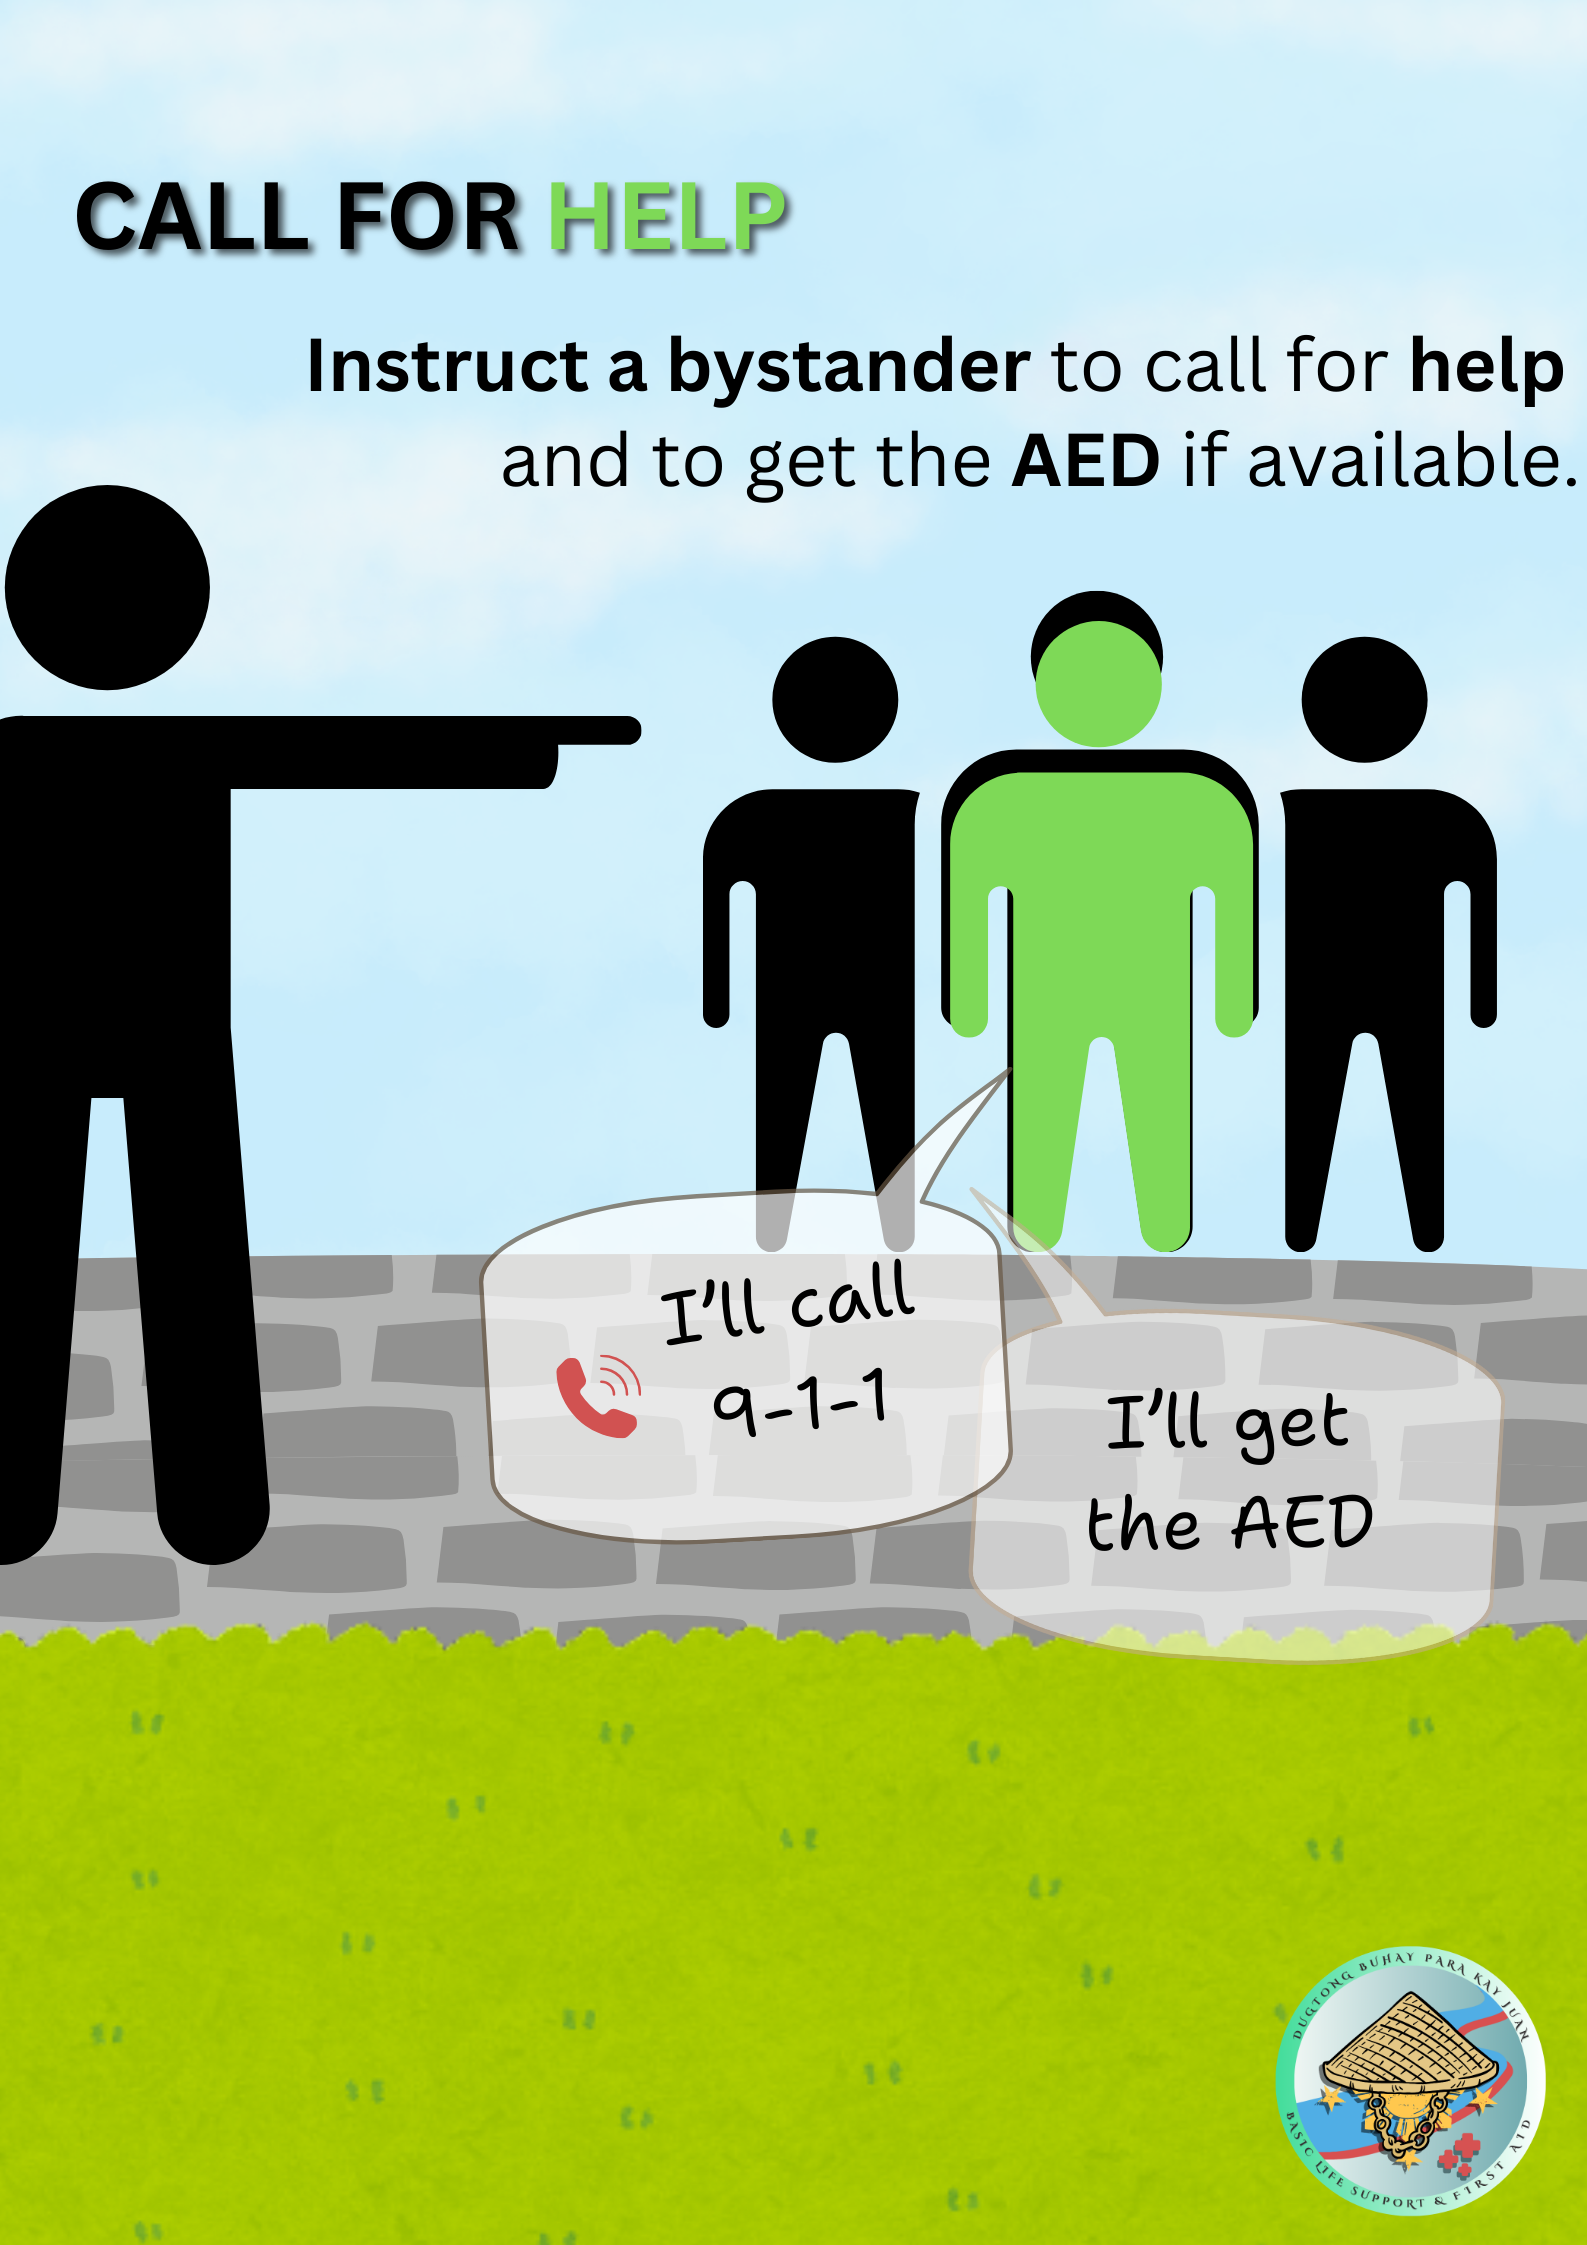 CALL FOR HELP
Instruct a bystander to call for help
and to get the AED if available.
I'll call
9-1-1
I'll get
the AED
DUGTONG BUHAY PARA KAY JUAN
BASIC LIFE SUPPORT & FIRST AID